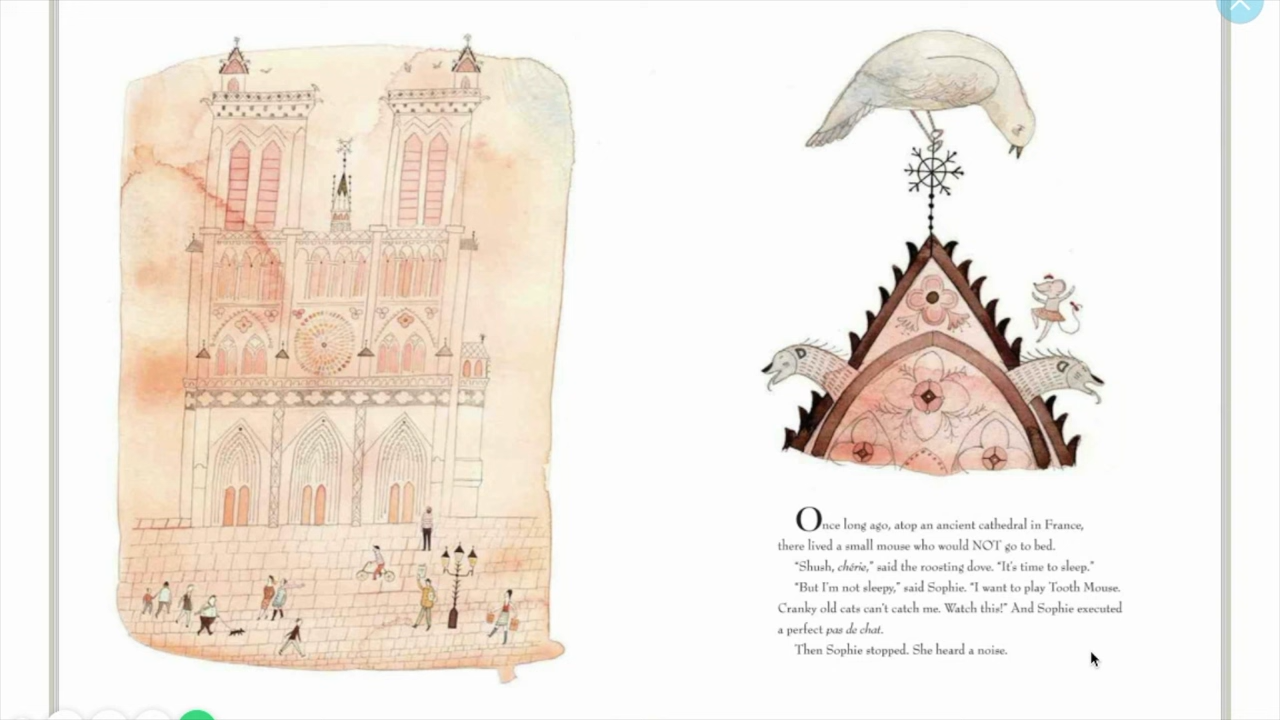 Once long ago, atop an ancient cathedral in France,
there lived a small mouse who would NOT go to bed.
“Shush, chérie,” said the roosting dove. “It’s time to sleep.”
“But I’m not sleepy,” said Sophie. “I want to play Tooth Mouse.
Cranky old cats can’t catch me. Watch this!” And Sophie executed
a perfect pas de chat.
Then Sophie stopped. She heard a noise.